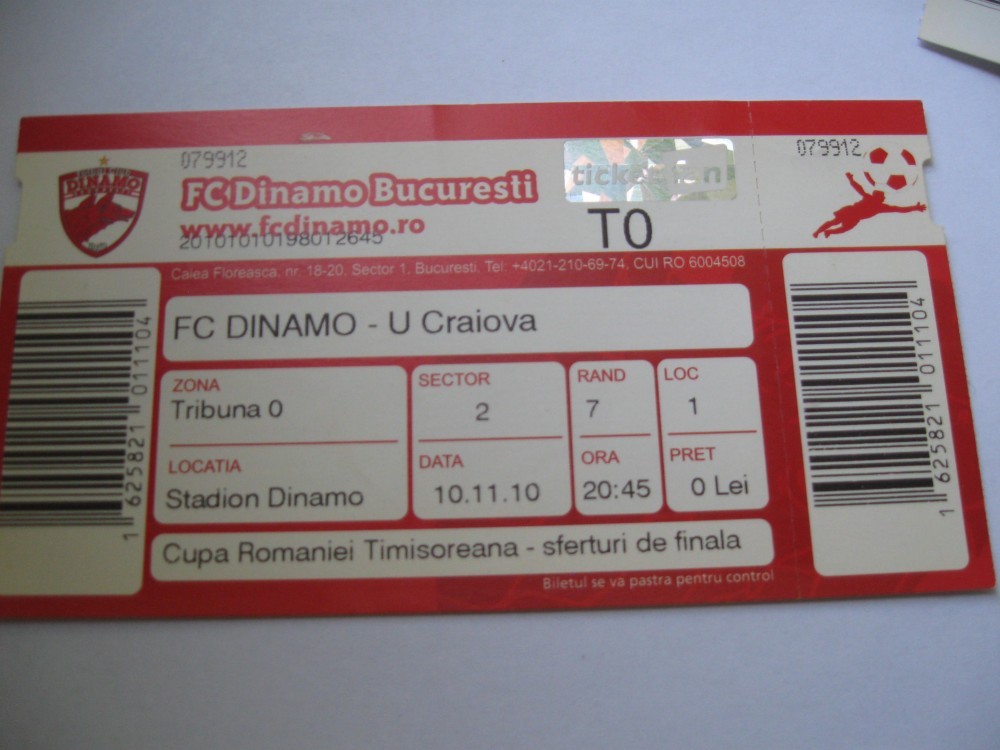 079912
079912
DINAMO
FC Dinamo Bucuresti
www.fcdinamo.ro
20101010198012645
T0
Calea Floreasca, nr. 18-20, Sector 1, Bucuresti. Tel: +4021-210-69-74, CUI RO 6004508
FC DINAMO - U Craiova
ZONA
Tribuna 0
SECTOR
2
RAND
7
LOC
1
LOCATIA
Stadion Dinamo
DATA
10.11.10
ORA
20:45
PRET
0 Lei
Cupa Romaniei Timisoreana - sferturi de finala
Biletul se va pastra pentru control
1 625821 011104
1 625821 011104